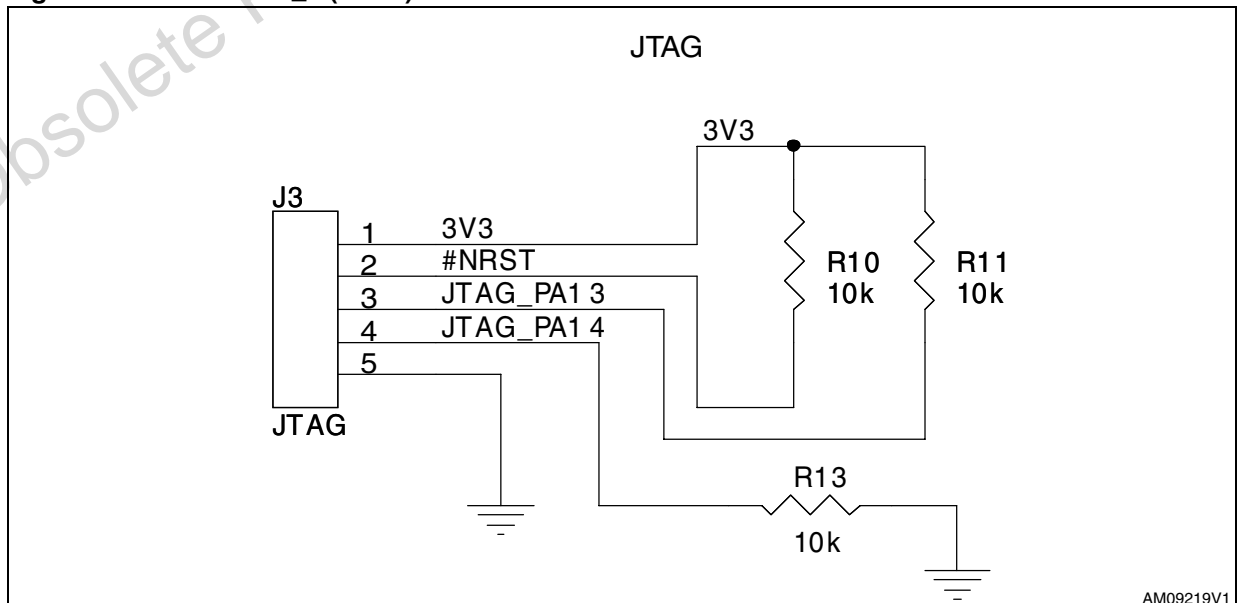 JTAG
3V3
J3
1 3V3
2 #NRST
3 JTAG_PA13
4 JTAG_PA14
5
JTAG
R10
10k
R11
10k
R13
10k
AM09219V1